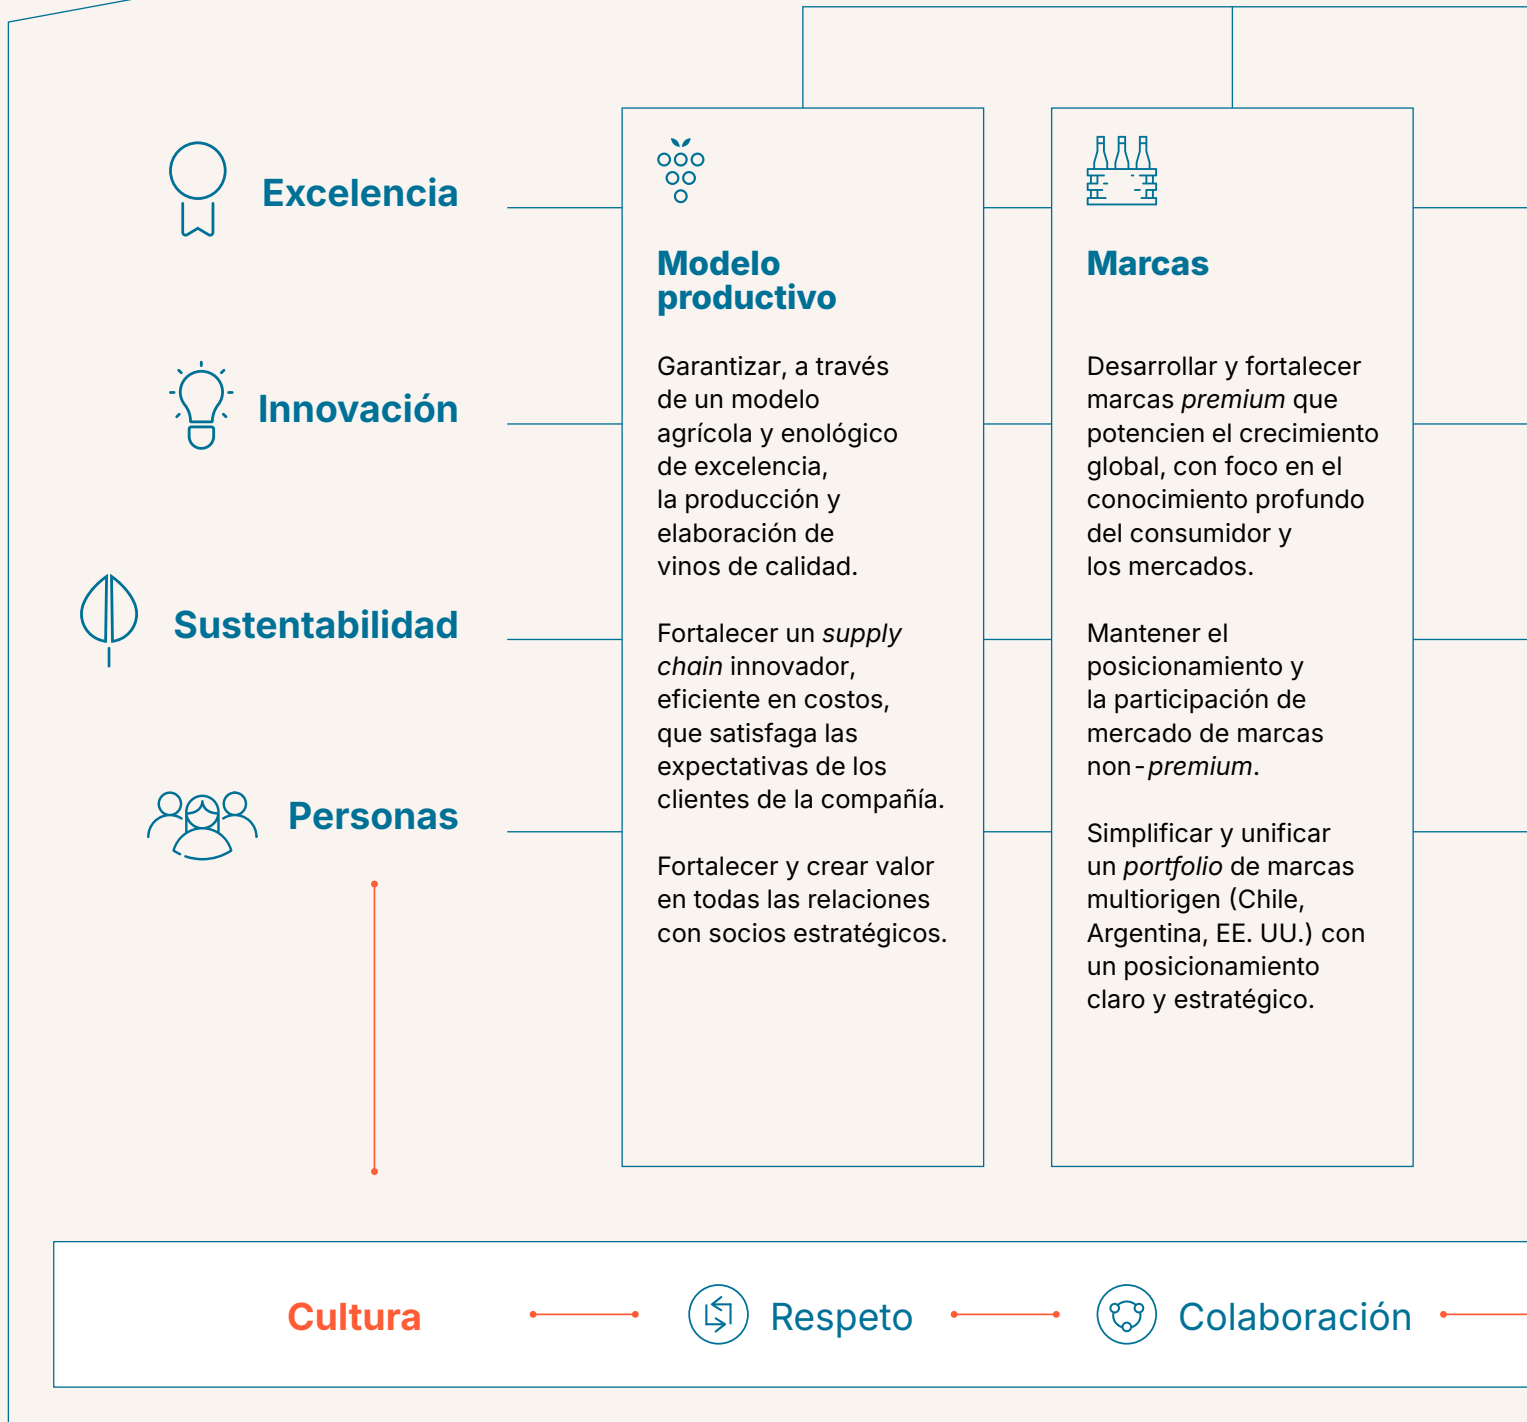 Excelencia
Innovación
Sustentabilidad
Personas
Modelo
productivo
Garantizar, a través
de un modelo
agrícola y enológico
de excelencia,
la producción y
elaboración de
vinos de calidad.
Fortalecer un supply
chain innovador,
eficiente en costos,
que satisfaga las
expectativas de los
clientes de la compañía.
Fortalecer y crear valor
en todas las relaciones
con socios estratégicos.
Marcas
Desarrollar y fortalecer
marcas premium que
potencien el crecimiento
global, con foco en el
conocimiento profundo
del consumidor y
los mercados.
Mantener el
posicionamiento y
la participación de
mercado de marcas
non-premium.
Simplificar y unificar
un portfolio de marcas
multiorigen (Chile,
Argentina, EE. UU.) con
un posicionamiento
claro y estratégico.
Cultura
Respeto
Colaboración